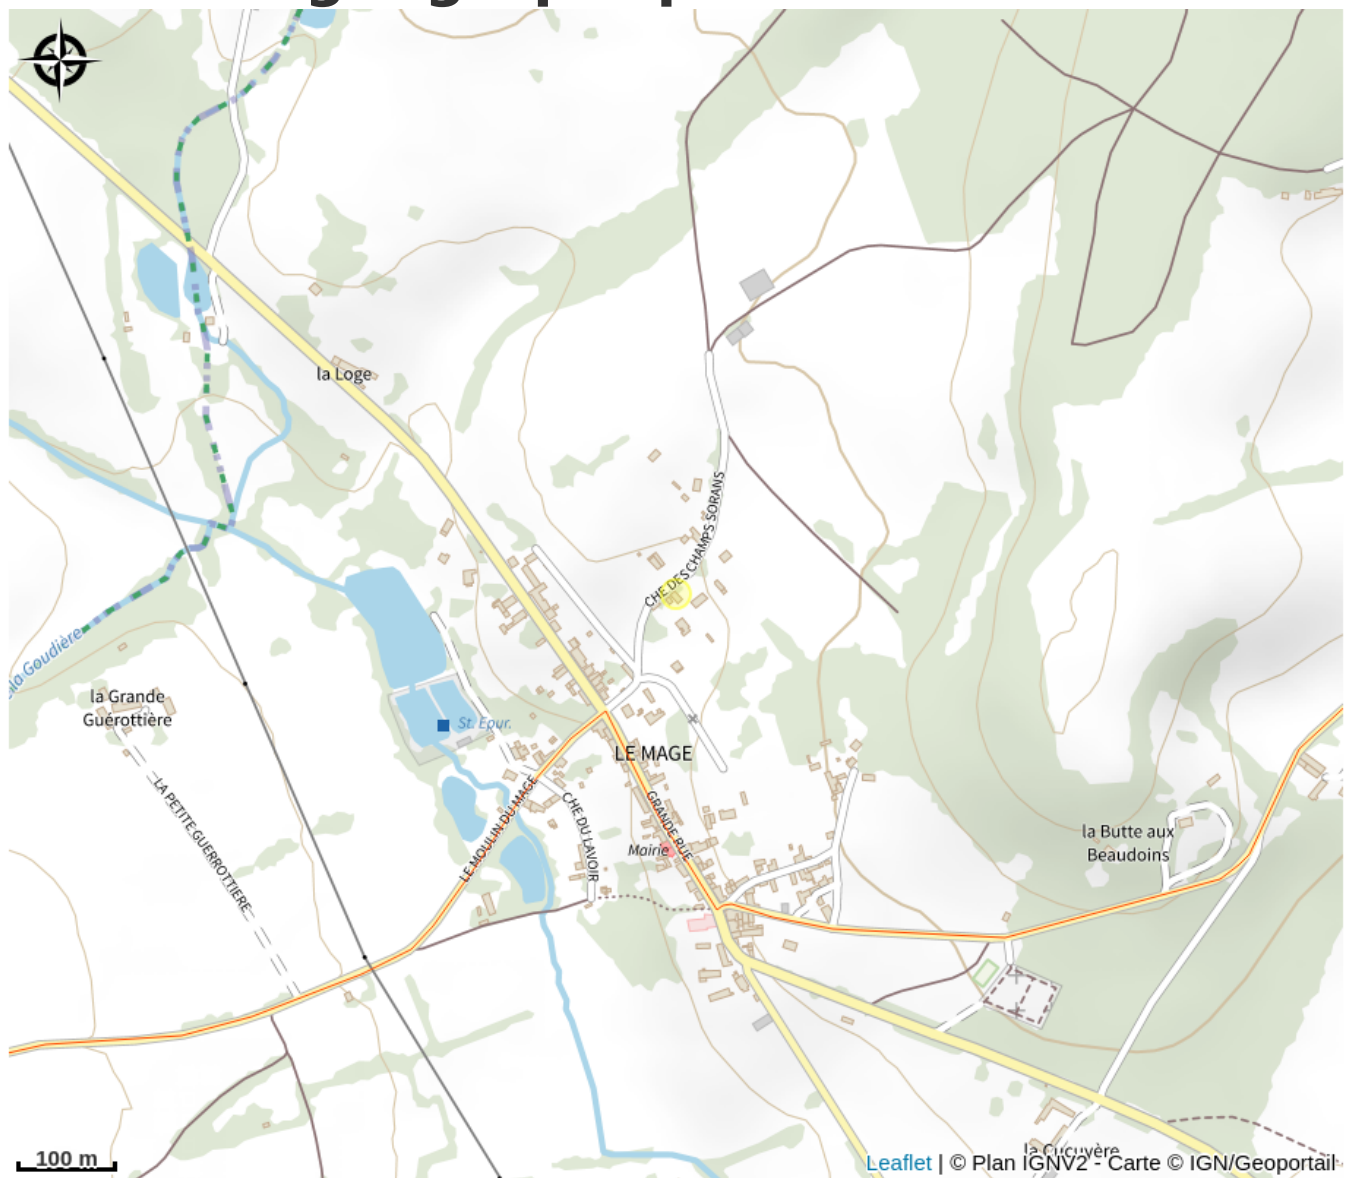 la Loge
CHE DES CHAMPS SORANS
la Goudière
la Grande
Guérottière
St. Epur.
LE MAGE
LA PETITE GUERROTTIERE
LE MOULIN DU MAGE
CHE DU LAVOIR
GRANDE RUE
Mairie
la Butte aux
Beaudoins
la Cucuyère
100 m
Leaflet | © Plan IGNV2 - Carte © IGN/Geoportail